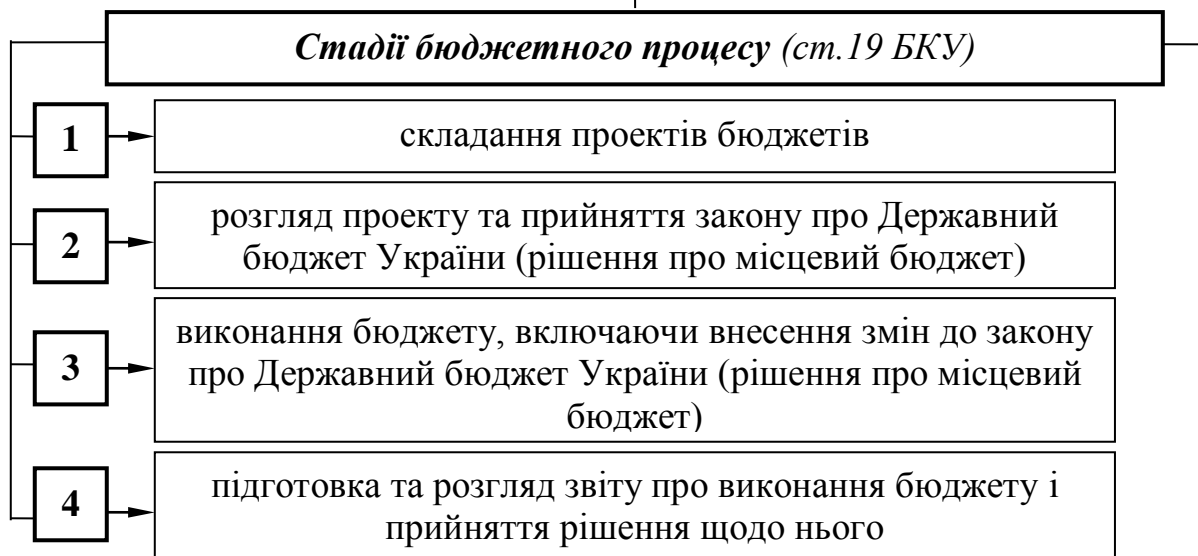 Стадії бюджетного процесу (ст.19 БКУ)
1
складання проектів бюджетів
2
розгляд проекту та прийняття закону про Державний
бюджет України (рішення про місцевий бюджет)
3
виконання бюджету, включаючи внесення змін до закону
про Державний бюджет України (рішення про місцевий
бюджет)
4
підготовка та розгляд звіту про виконання бюджету і
прийняття рішення щодо нього